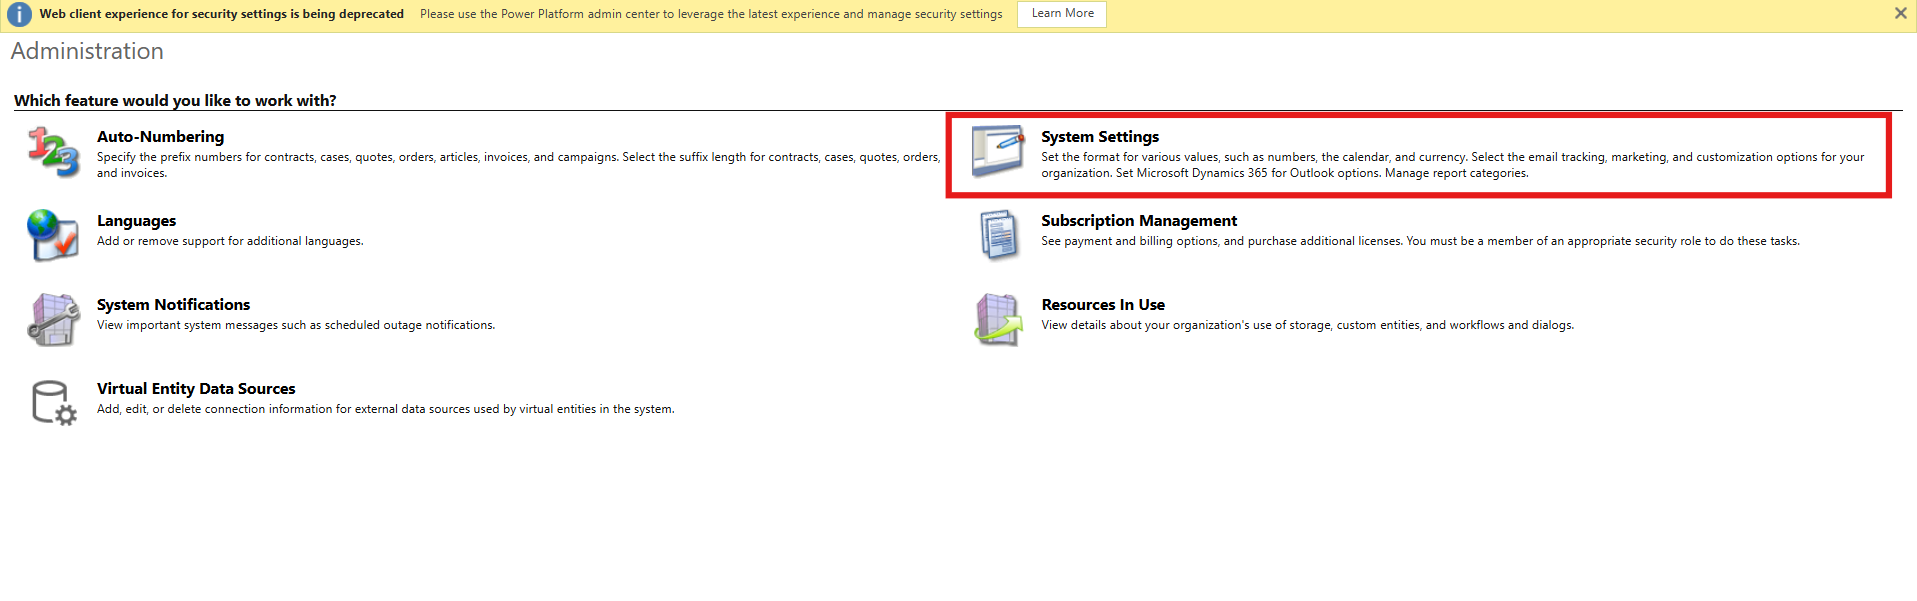 Web client experience for security settings is being deprecated Please use the Power Platform admin center to leverage the latest experience and manage security settings Learn More
Administration
Which feature would you like to work with?
Auto-Numbering
Specify the prefix numbers for contracts, cases, quotes, orders, articles, invoices, and campaigns. Select the suffix length for contracts, cases, quotes, orders,
and invoices.
System Settings
Set the format for various values, such as numbers, the calendar, and currency. Select the email tracking, marketing, and customization options for your
organization. Set Microsoft Dynamics 365 for Outlook options. Manage report categories.
Languages
Add or remove support for additional languages.
Subscription Management
See payment and billing options, and purchase additional licenses. You must be a member of an appropriate security role to do these tasks.
System Notifications
View important system messages such as scheduled outage notifications.
Resources In Use
View details about your organization's use of storage, custom entities, and workflows and dialogs.
Virtual Entity Data Sources
Add, edit, or delete connection information for external data sources used by virtual entities in the system.